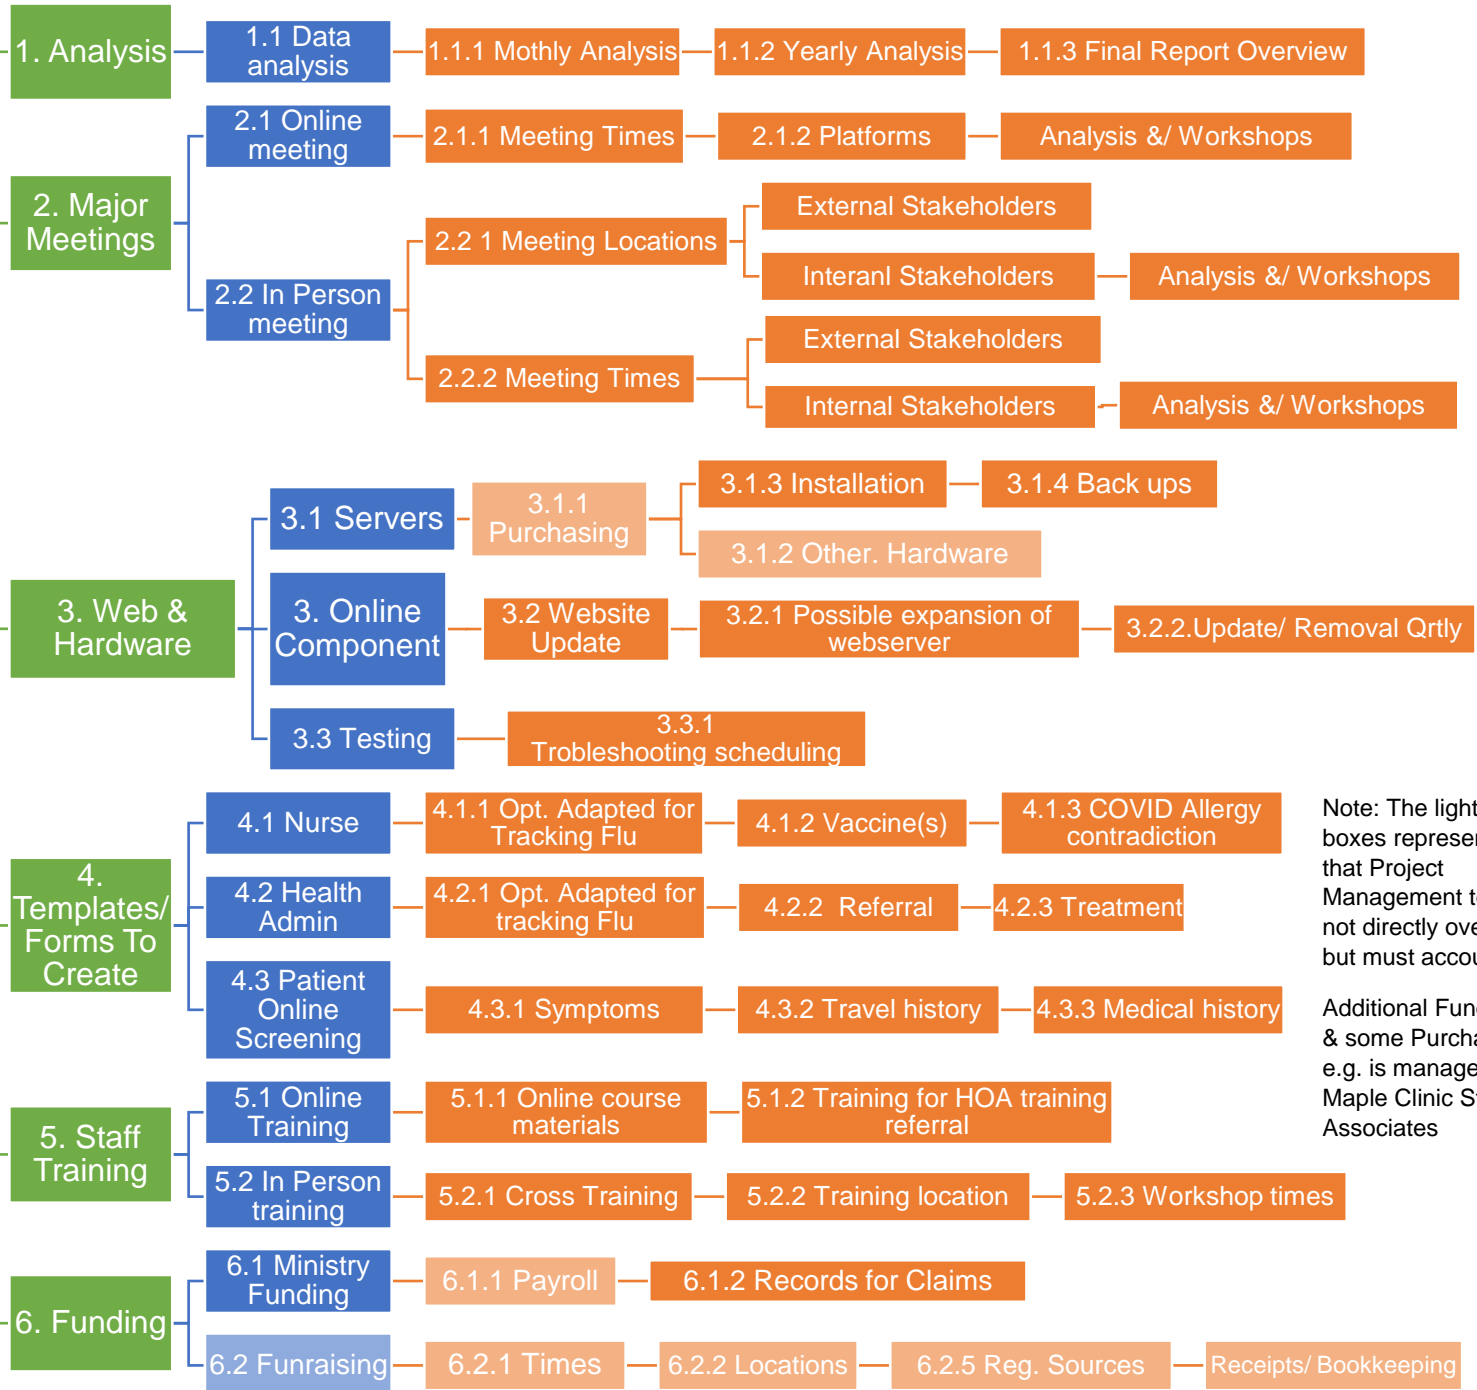 1. Analysis
1.1 Data
analysis
1.1.1 Mothly Analysis
1.1.2 Yearly Analysis
1.1.3 Final Report Overview
2. Major
Meetings
2.1 Online
meeting
2.1.1 Meeting Times
2.1.2 Platforms
Analysis &/ Workshops
2.2 In Person
meeting
2.2 1 Meeting Locations
External Stakeholders
Interanl Stakeholders
Analysis &/ Workshops
2.2.2 Meeting Times
External Stakeholders
Internal Stakeholders
Analysis &/ Workshops
3. Web &
Hardware
3.1 Servers
3.1.1
Purchasing
3.1.3 Installation
3.1.4 Back ups
3.1.2 Other. Hardware
3. Online
Component
3.2 Website
Update
3.2.1 Possible expansion of
webserver
3.2.2.Update/ Removal Qrtly
3.3 Testing
3.3.1
Trobleshooting scheduling
4.
Templates/
Forms To
Create
4.1 Nurse
4.1.1 Opt. Adapted for
Tracking Flu
4.1.2 Vaccine(s)
4.1.3 COVID Allergy
contradiction
4.2 Health
Admin
4.2.1 Opt. Adapted for
tracking Flu
4.2.2 Referral
4.2.3 Treatment
4.3 Patient
Online
Screening
4.3.1 Symptoms
4.3.2 Travel history
4.3.3 Medical history
Note: The light
boxes represen
that Project
Management t
not directly ove
but must accou
Additional Fun
& some Purcha
e.g. is manage
Maple Clinic St
Associates
5. Staff
Training
5.1 Online
Training
5.1.1 Online course
materials
5.1.2 Training for HOA training
referral
5.2 In Person
training
5.2.1 Cross Training
5.2.2 Training location
5.2.3 Workshop times
6. Funding
6.1 Ministry
Funding
6.1.1 Payroll
6.1.2 Records for Claims
6.2 Funraising
6.2.1 Times
6.2.2 Locations
6.2.5 Reg. Sources
Receipts/ Bookkeeping